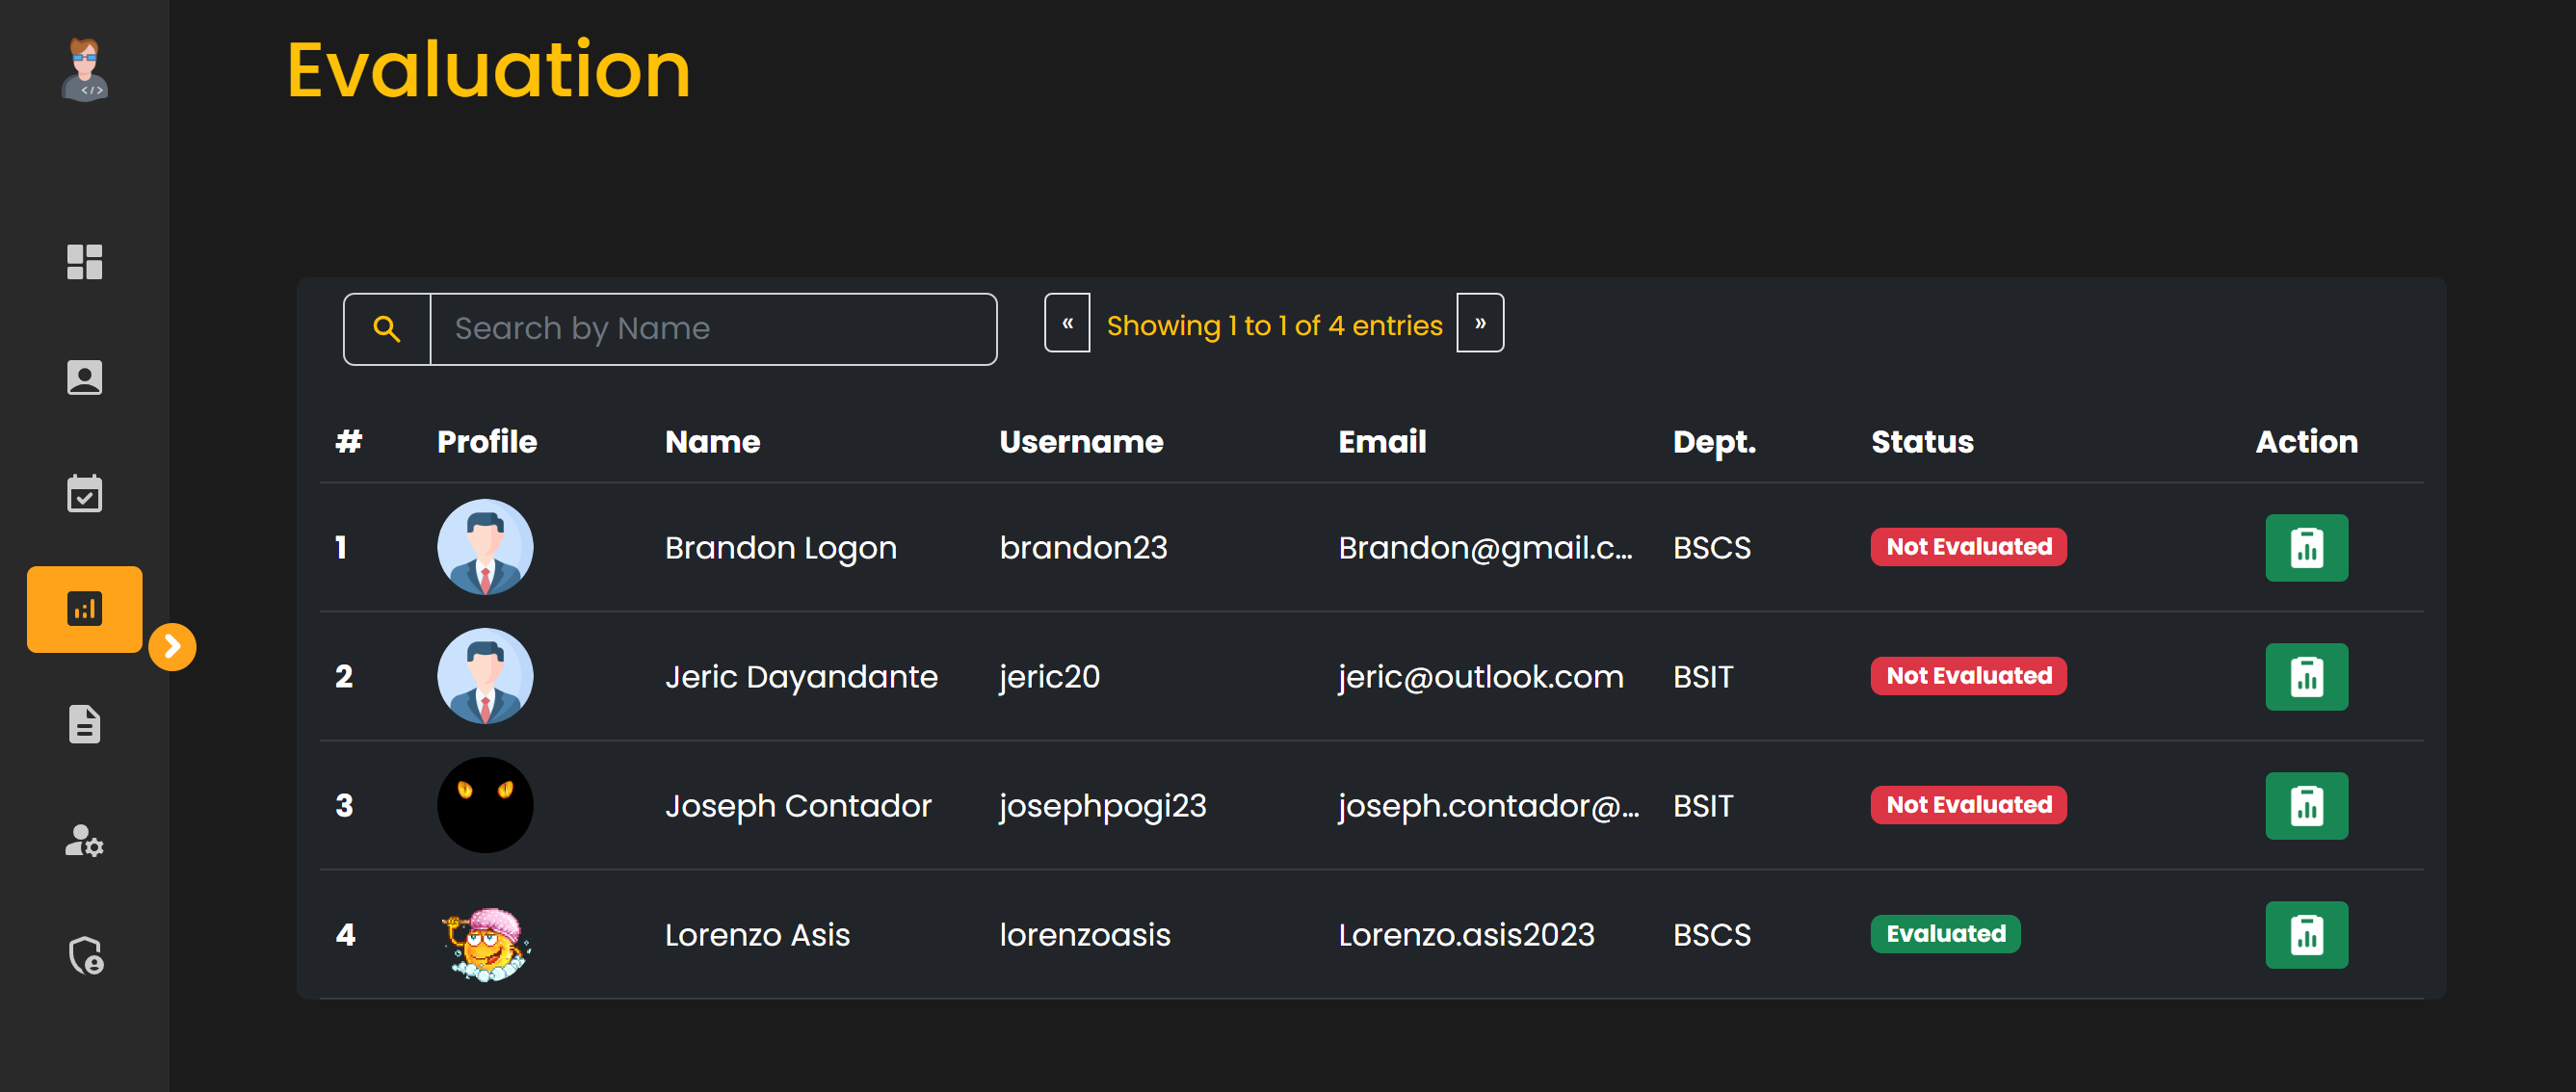 Evaluation
Search by Name
« Showing 1 to 1 of 4 entries »
# Profile Name Username Email Dept. Status Action
1 Brandon Logon brandon23 Brandon@gmail.c... BSCS Not Evaluated
2 Jeric Dayandante jeric20 jeric@outlook.com BSIT Not Evaluated
3 Joseph Contador josephpogi23 joseph.contador@... BSIT Not Evaluated
4 Lorenzo Asis lorenzoasis Lorenzo.asis2023 BSCS Evaluated